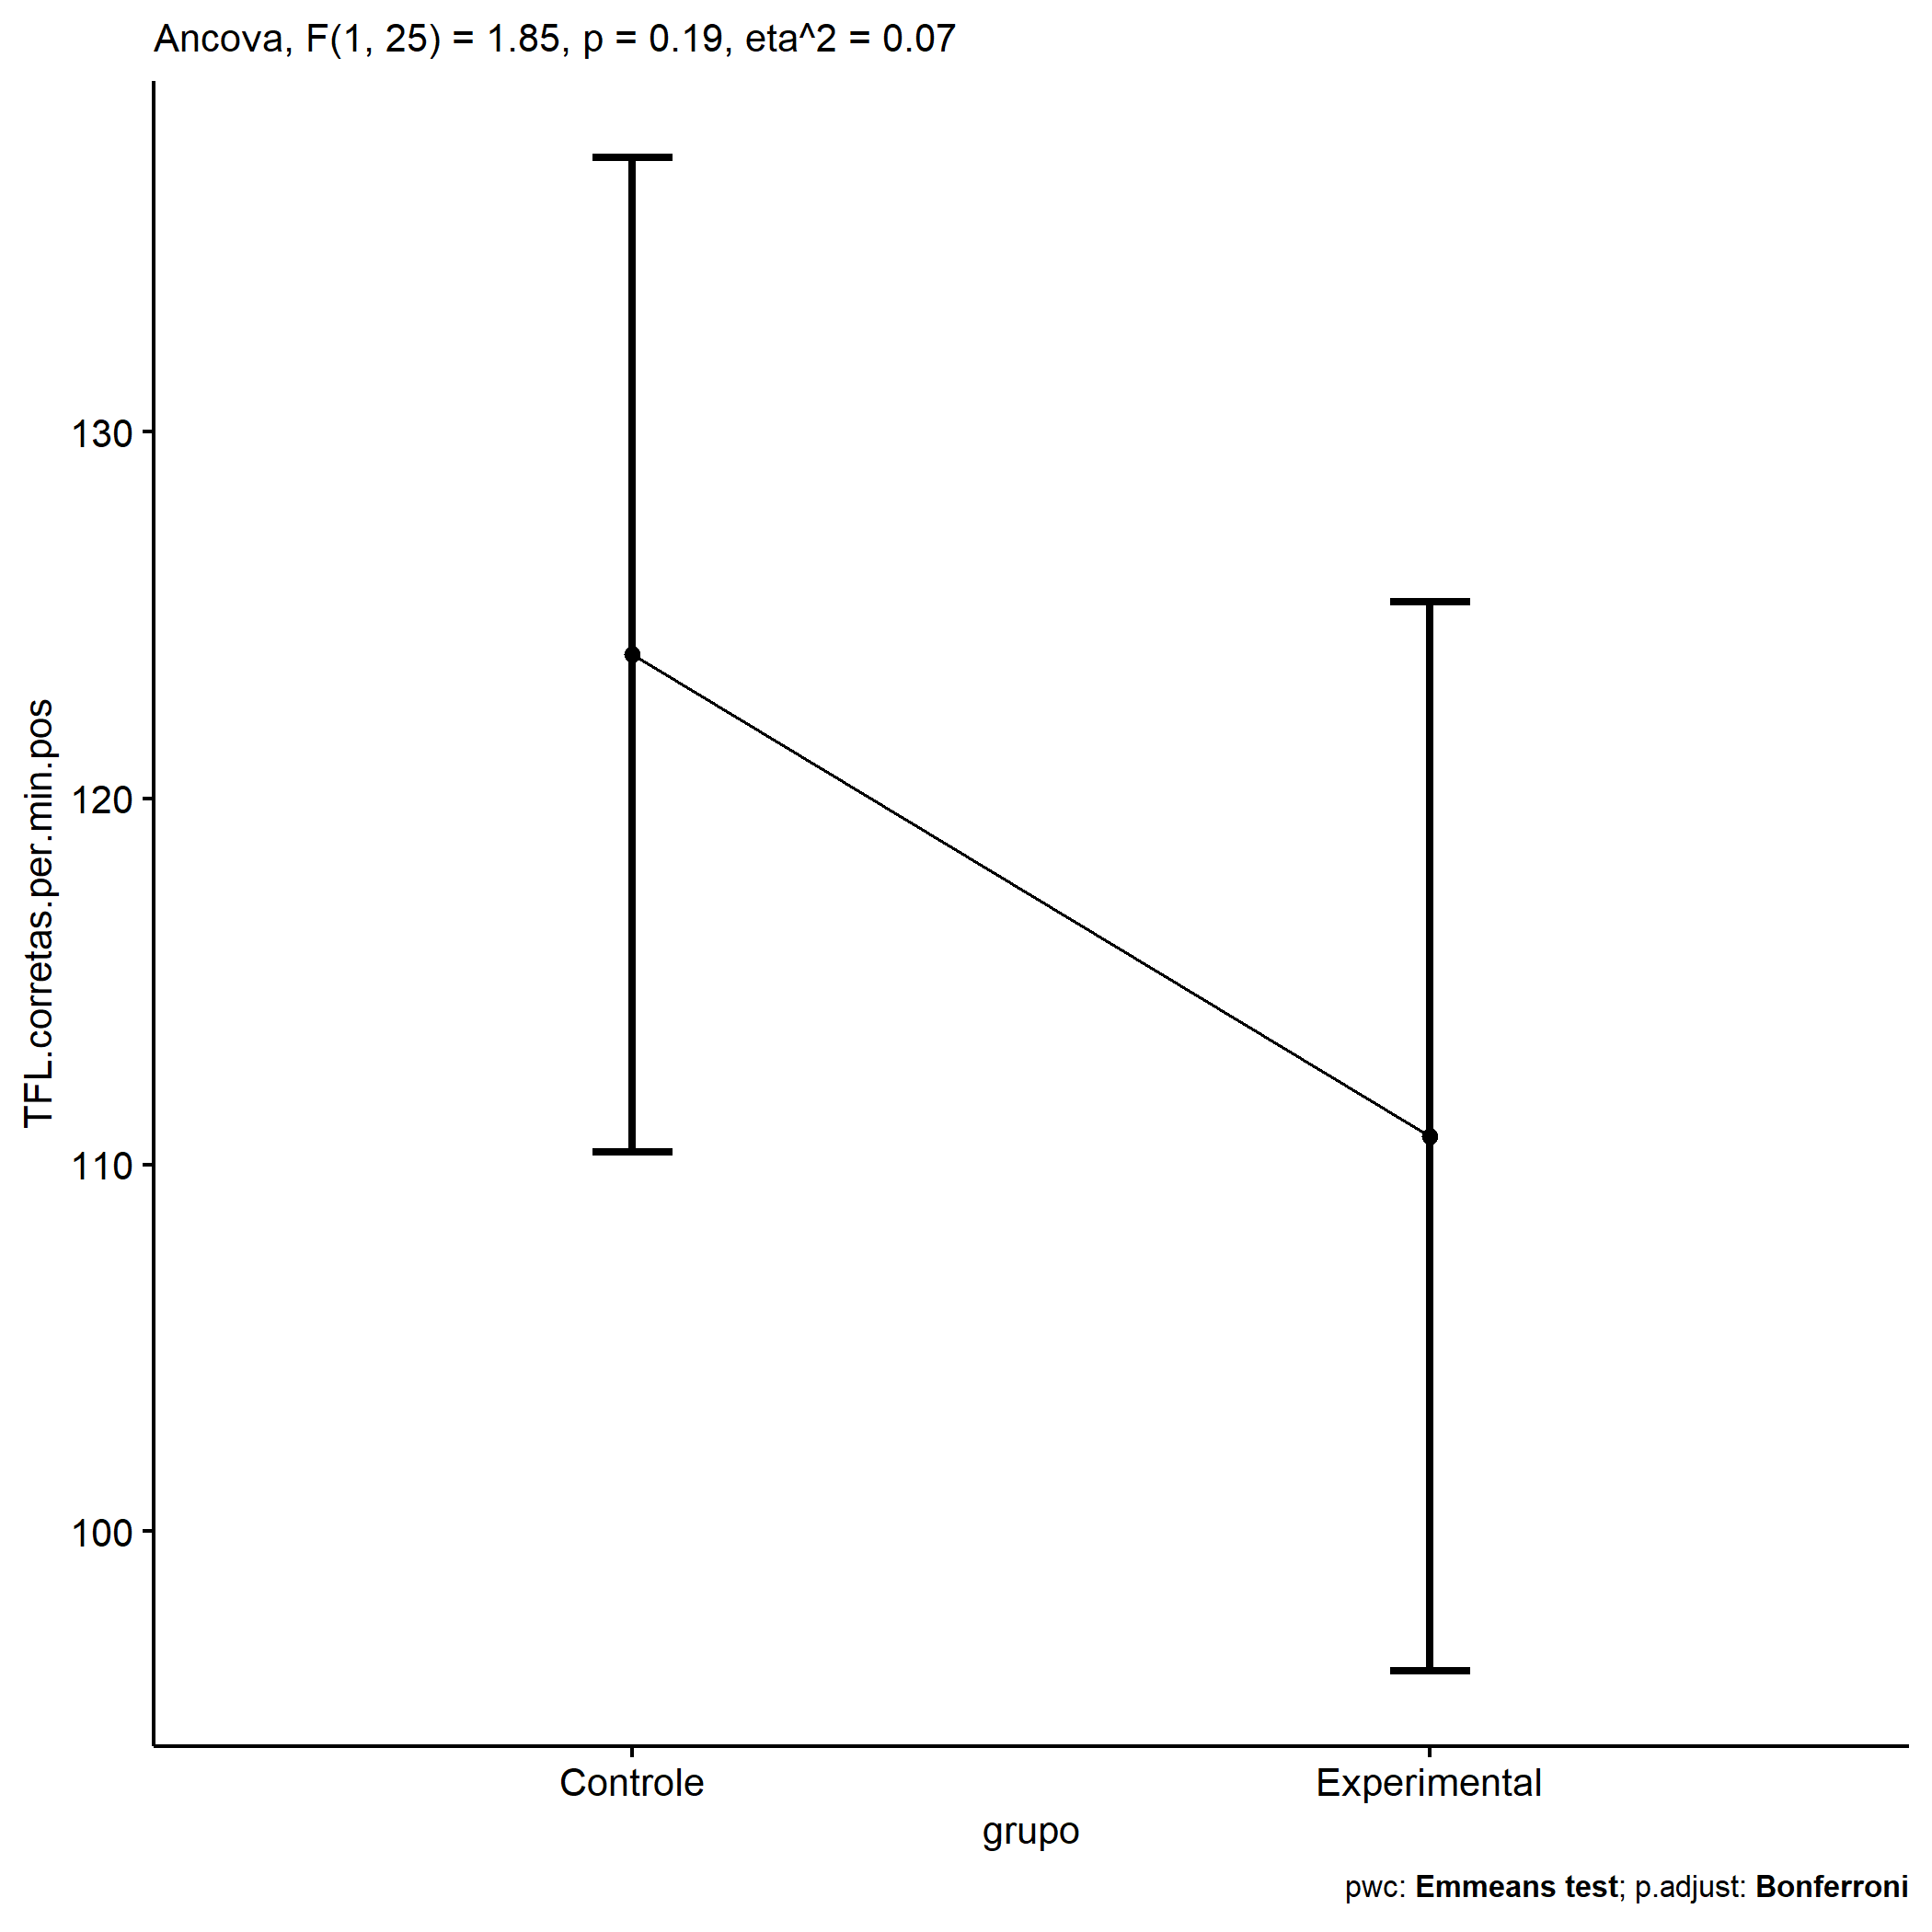 Ancova, F(1, 25) = 1.85, p = 0.19, eta^2 = 0.07
TFL.corretas.per.min.pos
130
120
110
100
Controle
Experimental
grupo
pwc: Emmeans test; p.adjust: Bonferroni